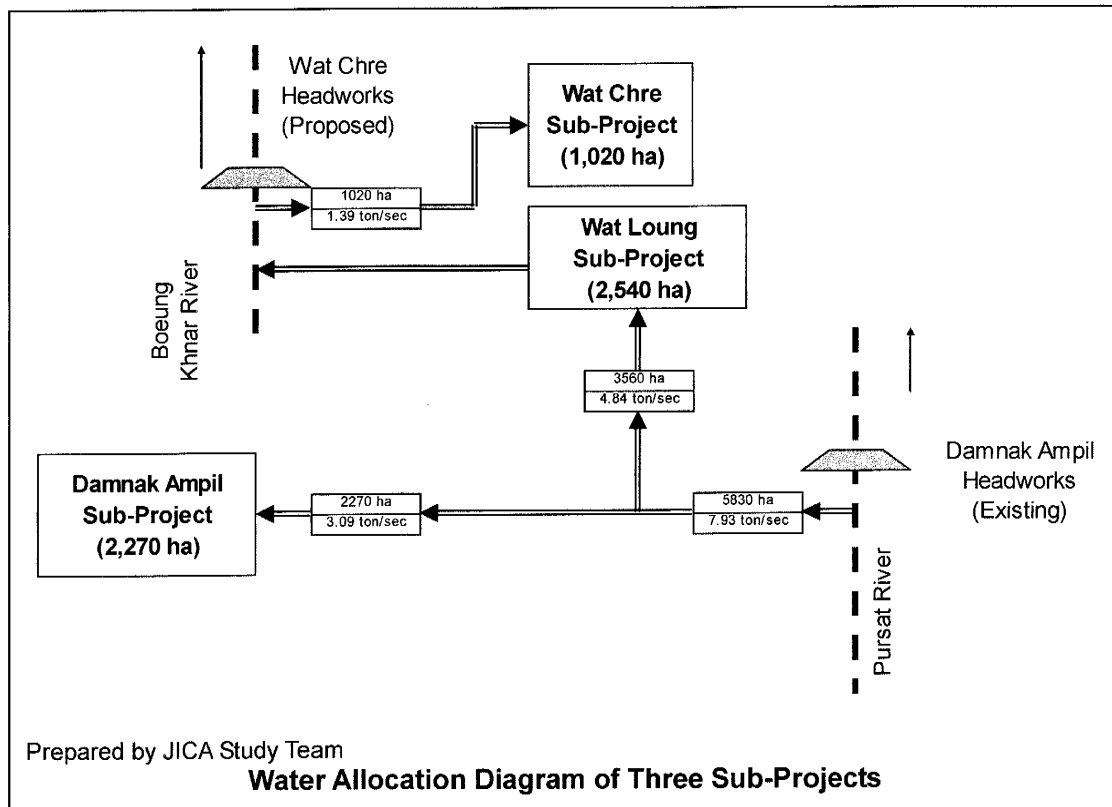 Wat Chre
Headworks
(Proposed)
Wat Chre
Sub-Project
(1,020 ha)
1020 ha
1.39 ton/sec
Wat Loung
Sub-Project
(2,540 ha)
Boeung
Khnar River
3560 ha
4.84 ton/sec
Damnak Ampil
Sub-Project
(2,270 ha)
2270 ha
3.09 ton/sec
5830 ha
7.93 ton/sec
Damnak Ampil
Headworks
(Existing)
Pursat River
Prepared by JICA Study Team
Water Allocation Diagram of Three Sub-Projects